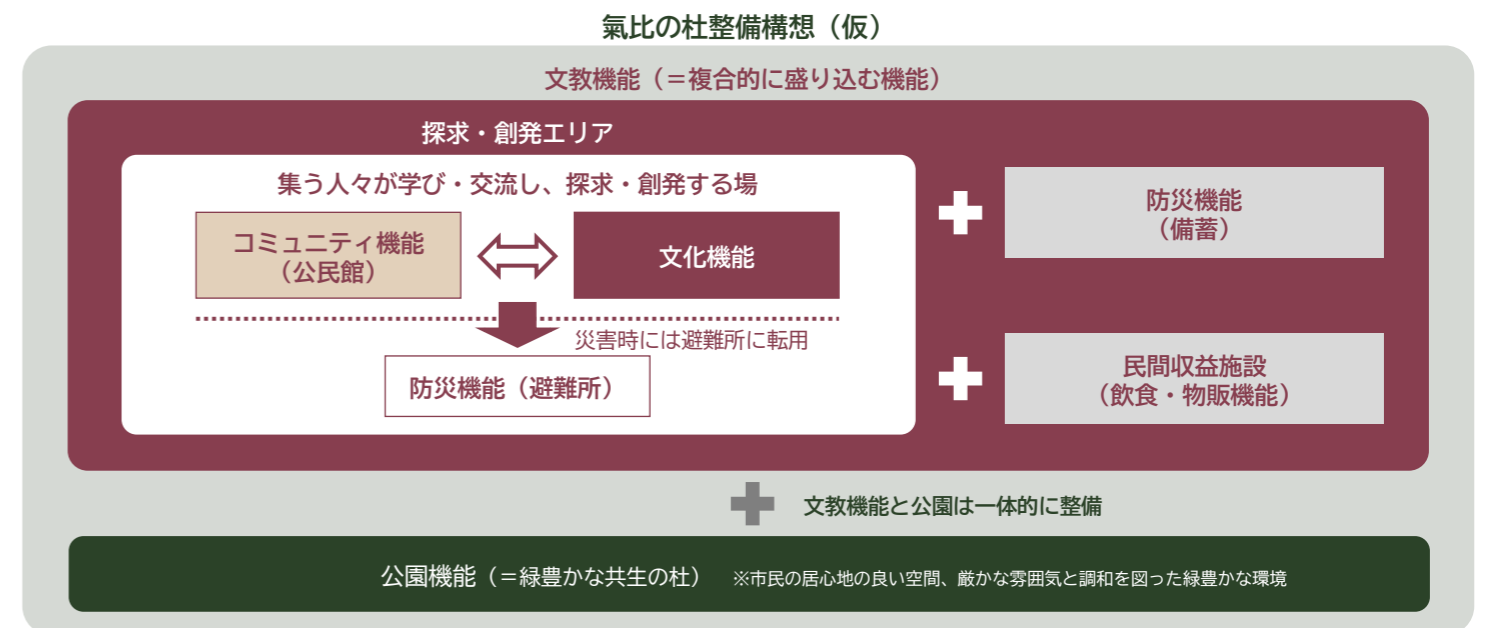 氣比の杜整備構想（仮）
文教機能（＝複合的に盛り込む機能）
探求・創発エリア
集う人々が学び・交流し、探求・創発する場
コミュニティ機能
（公民館）
文化機能
災害時には避難所に転用
防災機能（避難所）
防災機能
（備蓄）
民間収益施設
（飲食・物販機能）
文教機能と公園は一体的に整備
公園機能（＝緑豊かな共生の杜）　※市民の居心地の良い空間、厳かな雰囲気と調和を図った緑豊かな環境